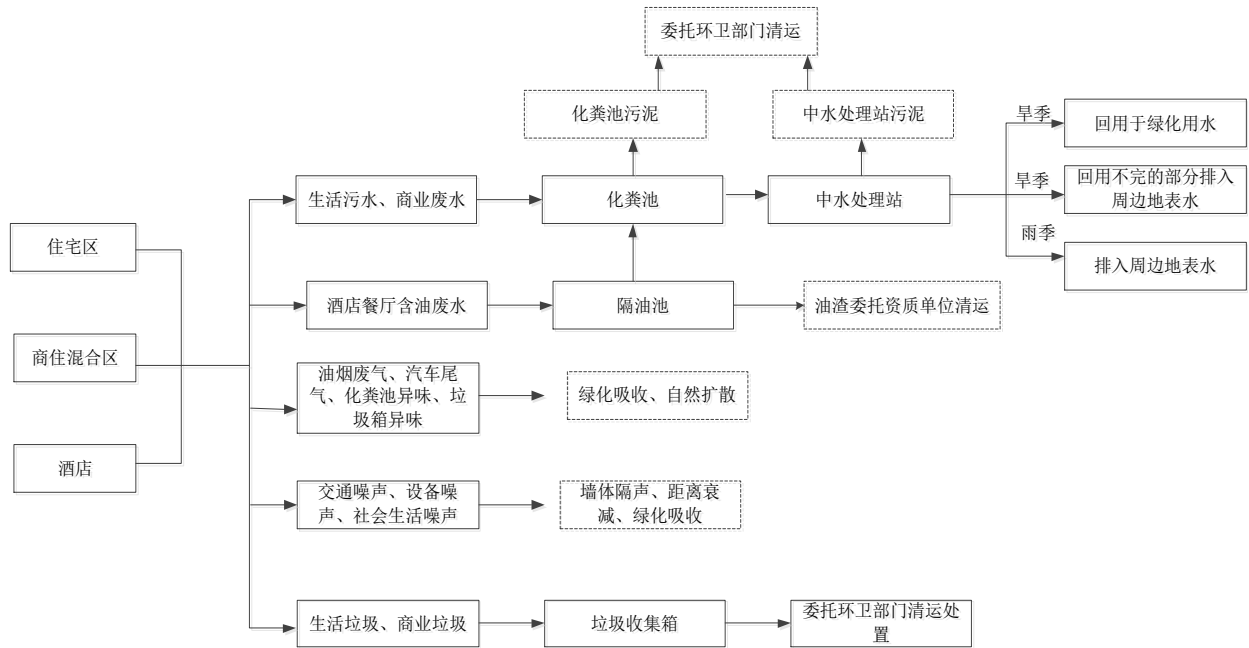 委托环卫部门清运
化粪池污泥
中水处理站污泥
旱季
回用于绿化用水
生活污水、商业废水
化粪池
中水处理站
旱季
回用不完的部分排入
周边地表水
雨季
排入周边地表水
住宅区
酒店餐厅含油废水
隔油池
油渣委托资质单位清运
商住混合区
油烟废气、汽车尾
气、化粪池异味、垃
圾箱异味
绿化吸收、自然扩散
酒店
交通噪声、设备噪
声、社会生活噪声
墙体隔声、距离衰
减、绿化吸收
生活垃圾、商业垃圾
垃圾收集箱
委托环卫部门清运处
置